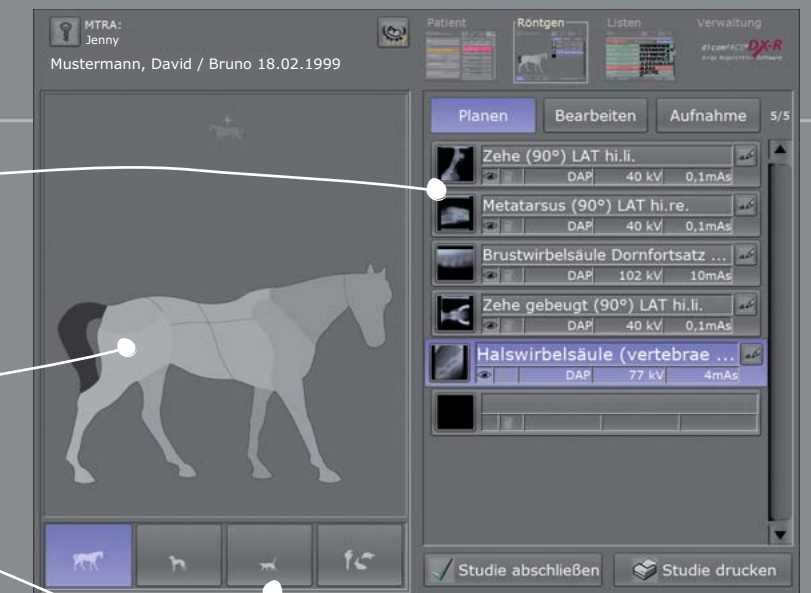 MTRA:
Jenny
Mustermann, David / Bruno 18.02.1999
Patient
Röntgen
Listen
Verwaltung
dicomPACS DX-R
Planen
Bearbeiten
Aufnahme
5/5
Zehe (90°) LAT hi.li.
DAP 40 kV 0,1mAs
Metatarsus (90°) LAT hi.re.
DAP 40 kV 0,1mAs
Brustwirbelsäule Dornfortsatz ...
DAP 102 kV 10mAs
Zehe gebeugt (90°) LAT hi.li.
DAP 40 kV 0,1mAs
Halswirbelsäule (vertebrae ...
DAP 77 kV 4mAs
Studie abschließen
Studie drucken